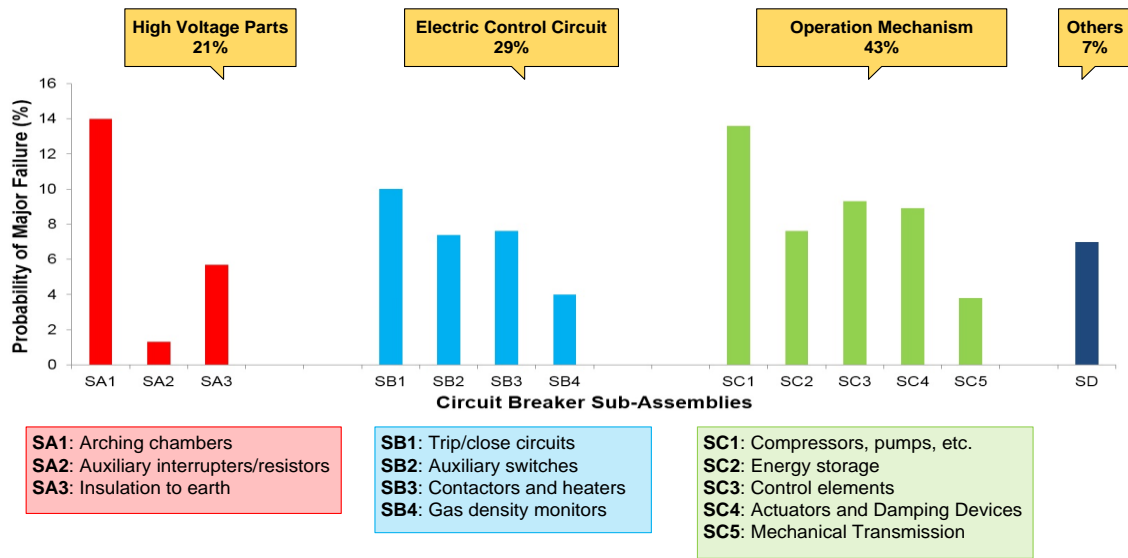 High Voltage Parts
21%
Electric Control Circuit
29%
Operation Mechanism
43%
Others
7%
Probability of Major Failure (%)
16
14
12
10
8
6
4
2
0
SA1 SA2 SA3 SB1 SB2 SB3 SB4 SC1 SC2 SC3 SC4 SC5 SD
Circuit Breaker Sub-Assemblies
SA1: Arching chambers
SA2: Auxiliary interrupters/resistors
SA3: Insulation to earth
SB1: Trip/close circuits
SB2: Auxiliary switches
SB3: Contactors and heaters
SB4: Gas density monitors
SC1: Compressors, pumps, etc.
SC2: Energy storage
SC3: Control elements
SC4: Actuators and Damping Devices
SC5: Mechanical Transmission